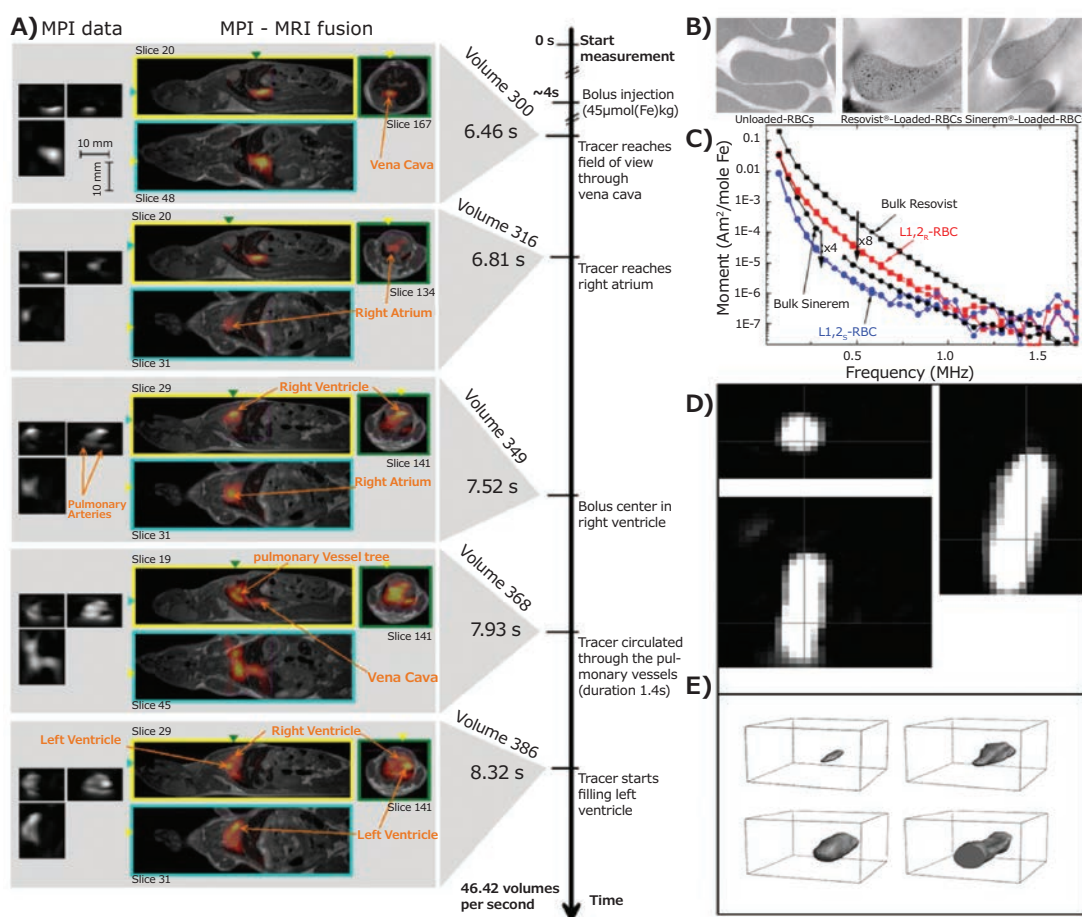 A)
MPI data
MPI - MRI fusion
Slice 20
Slice 167
Vena Cava
10 mm
10 mm
Slice 48
Volume 300
6.46 s
Slice 20
Slice 134
Right Atrium
Slice 31
Volume 316
6.81 s
Slice 29
Right Ventricle
Slice 141
Right Atrium
Pulmonary
Arteries
Slice 31
Volume 349
7.52 s
Slice 19
pulmonary Vessel tree
Slice 141
Vena Cava
Slice 45
Volume 368
7.93 s
Slice 29
Right Ventricle
Left Ventricle
Slice 141
Left Ventricle
Slice 31
Volume 386
8.32 s
46.42 volumes
per second
0 s
Start
measurement
~4s
Bolus injection
(45µmol(Fe)kg)
Tracer reaches
field of view
through
vena cava
Tracer reaches
right atrium
Bolus center in
right ventricle
Tracer circulated
through the pul-
monary vessels
(duration 1.4s)
Tracer starts
filling left
ventricle
Time
B)
Unloaded-RBCs
Resovist®-Loaded-RBCs
Sinerem®-Loaded-RBC
C)
Moment (Am²/mole Fe)
0.1
0.01
1E-3
1E-4
1E-5
1E-6
1E-7
Bulk Resovist
L1,2R-RBC
x8
x4
Bulk Sinerem
L1,2S-RBC
0.5
1.0
1.5
Frequency (MHz)
D)
E)